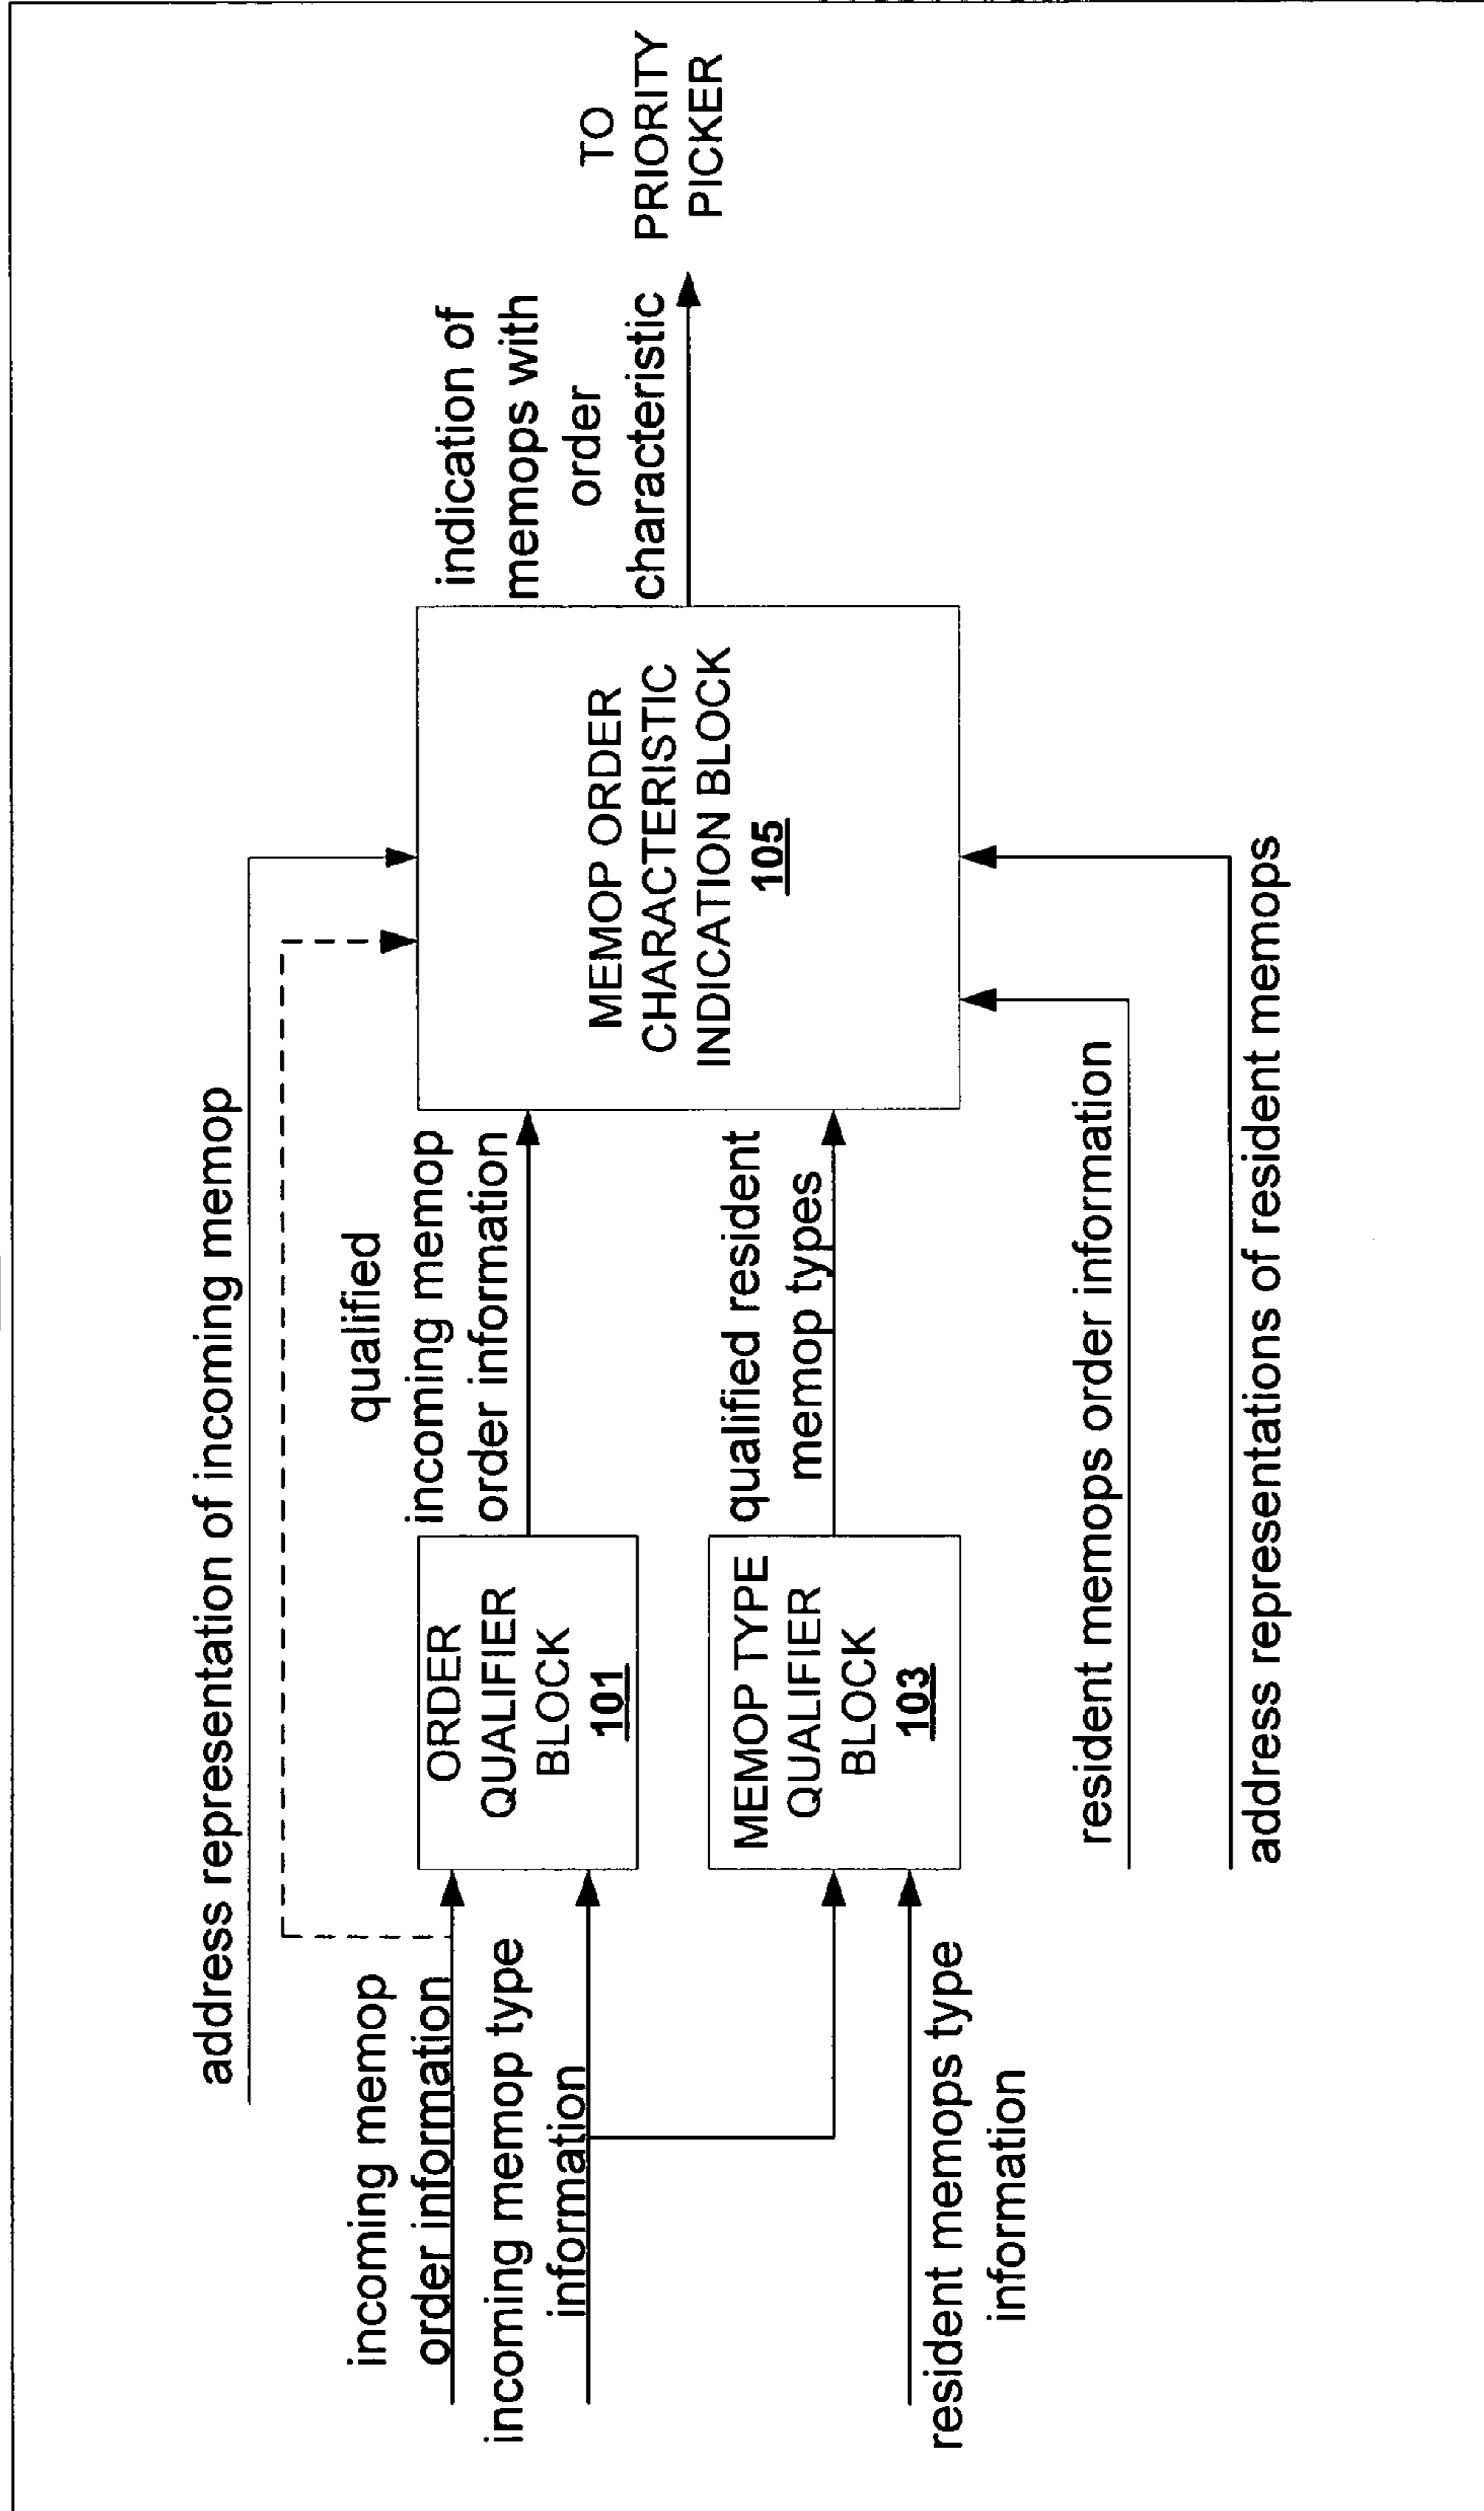 address representation of incoming memop
incoming memop
order information
incoming memop type
information
resident memops type
information
ORDER
QUALIFIER
BLOCK
101
MEMOP TYPE
QUALIFIER
BLOCK
103
qualified
incoming memop
order information
qualified resident
memop types
resident memops order information
address representations of resident memops
MEMOP ORDER
CHARACTERISTIC
INDICATION BLOCK
105
indication of
memops with
order
characteristic
TO
PRIORITY
PICKER